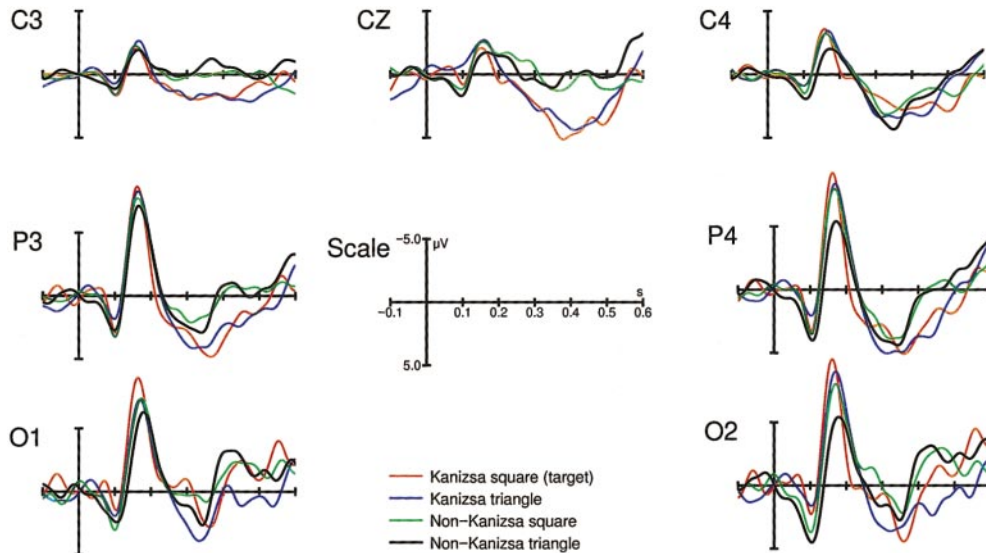 C3
CZ
C4
P3
Scale
-5.0
µV
s
-0.1
0.1
0.2
0.3
0.4
0.5
0.6
5.0
P4
O1
O2
Kanizsa square (target)
Kanizsa triangle
Non-Kanizsa square
Non-Kanizsa triangle